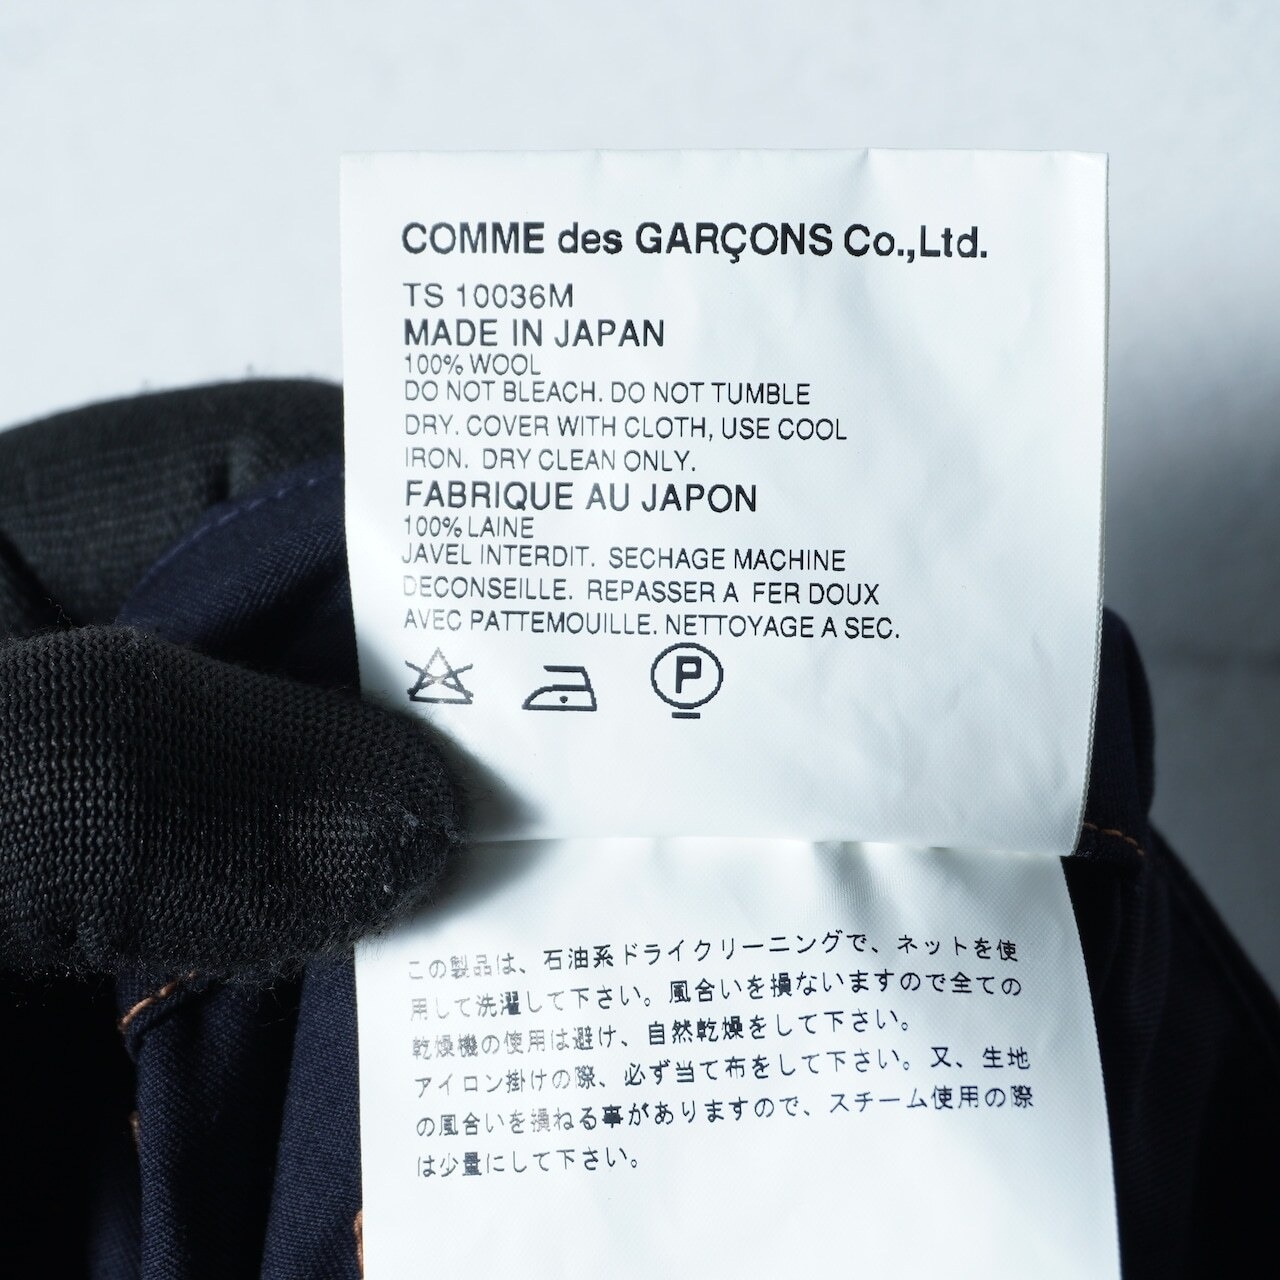 COMME des GARÇONS Co.,Ltd.
TS 10036M
MADE IN JAPAN
100% WOOL
DO NOT BLEACH. DO NOT TUMBLE
DRY. COVER WITH CLOTH, USE COOL
IRON. DRY CLEAN ONLY.
FABRIQUE AU JAPON
100% LAINE
JAVEL INTERDIT. SECHAGE MACHINE
DECONSEILLE. REPASSER A FER DOUX
AVEC PATTEMOUILLE. NETTOYAGE A SEC.
P
この製品は、石油系ドライクリーニングで、ネットを使
用して洗濯して下さい。風合いを損ないますので全ての
乾燥機の使用は避け、自然乾燥をして下さい。
アイロン掛けの際、必ず当て布をして下さい。又、生地
の風合いを損ねる事がありますので、スチーム使用の際
は少量にして下さい。